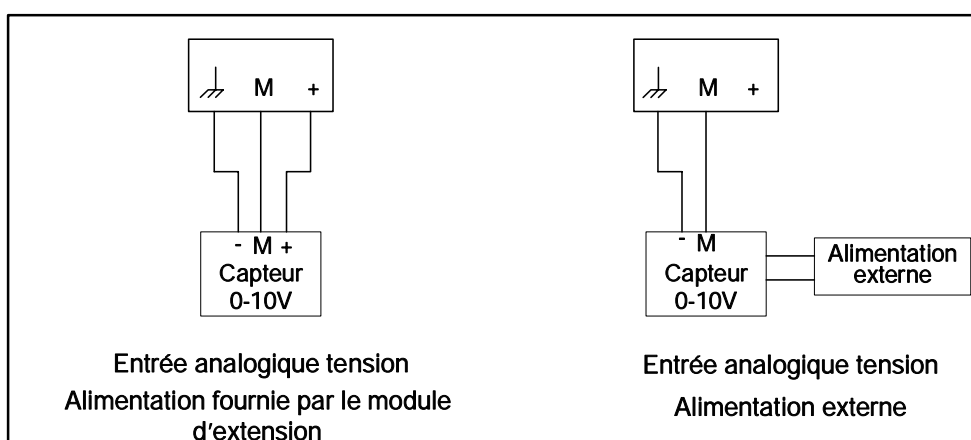 M +
- M +
Capteur
0-10V
Entrée analogique tension
Alimentation fournie par le module
d'extension
M +
- M
Capteur
0-10V
Alimentation
externe
Entrée analogique tension
Alimentation externe